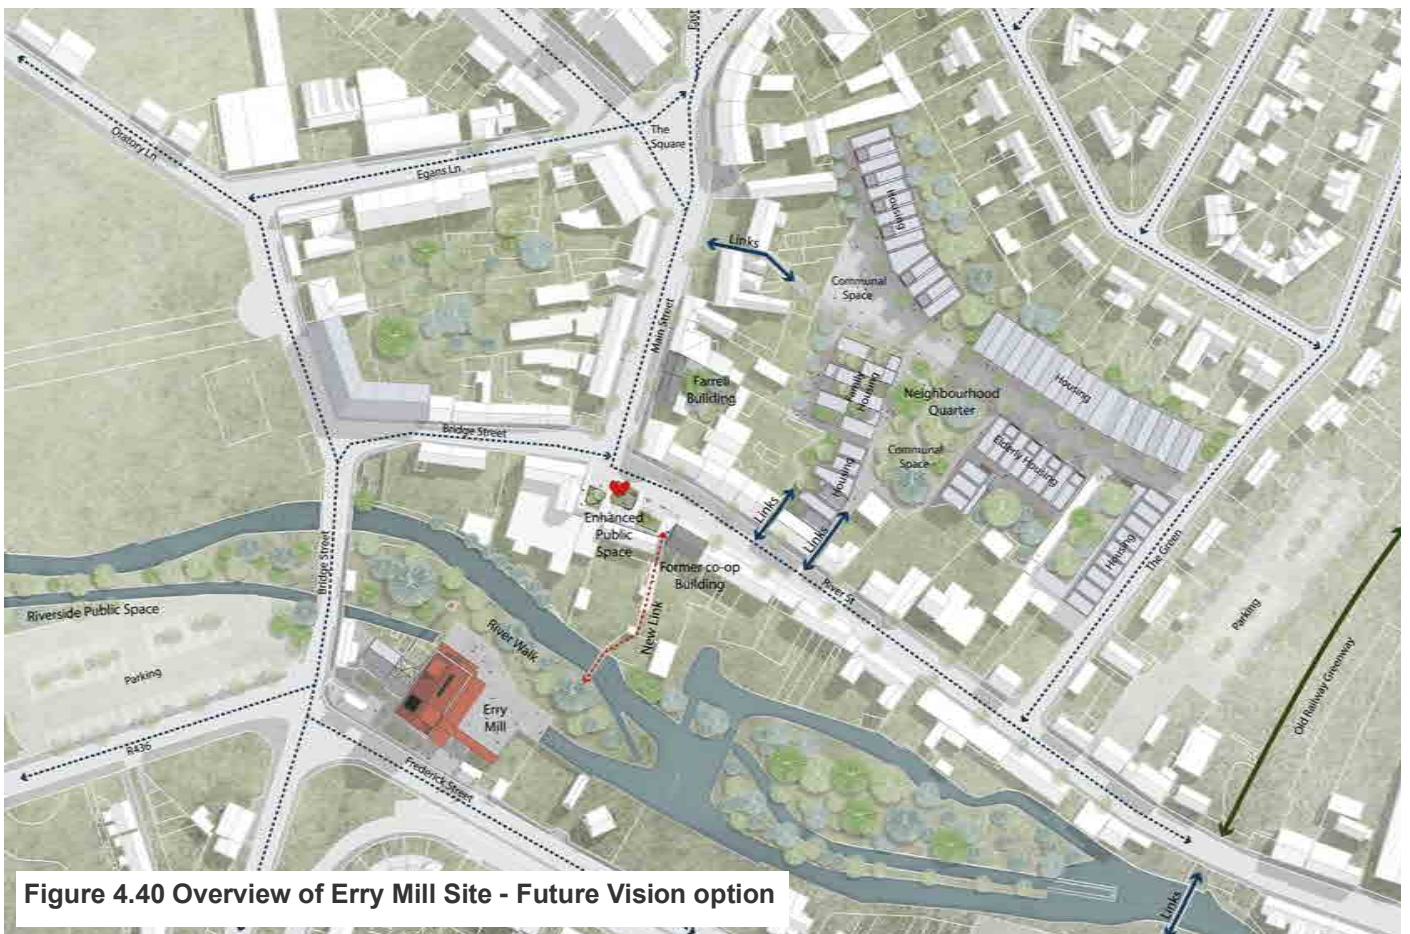 East
Oratory Ln
The
Square
Egans Ln
Housing
Links
Communal
Space
Main Street
Farrell
Building
Family
Housing
Neighbourhood
Quarter
Housing
Bridge Street
Communal
Space
Elderly Housing
Housing
Links
Links
Housing
The Green
Enhanced
Public
Space
Former co-op
Building
River St
Bridge Street
Riverside Public Space
River Walk
New Link
Parking
Parking
Old Railway Greenway
Erry
Mill
R436
Frederick Street
Links
Figure 4.40 Overview of Erry Mill Site - Future Vision option